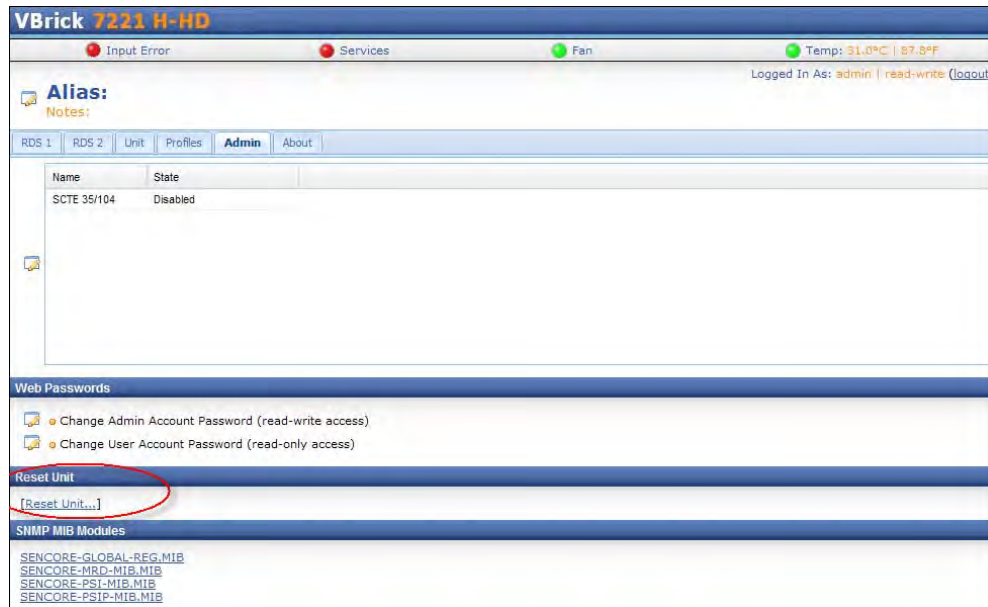 VBrick 7221 H-HD
Input Error Services Fan Temp: 31.0°C | 87.8°F
Logged In As: admin | read-write (logout
Alias:
Notes:
RDS 1 RDS 2 Unit Profiles Admin About
Name State
SCTE 35/104 Disabled
Web Passwords
Change Admin Account Password (read-write access)
Change User Account Password (read-only access)
Reset Unit
[Reset Unit...]
SNMP MIB Modules
SENCORE-GLOBAL-REG.MIB
SENCORE-MRD-MIB.MIB
SENCORE-PSI-MIB.MIB
SENCORE-PSIP-MIB.MIB